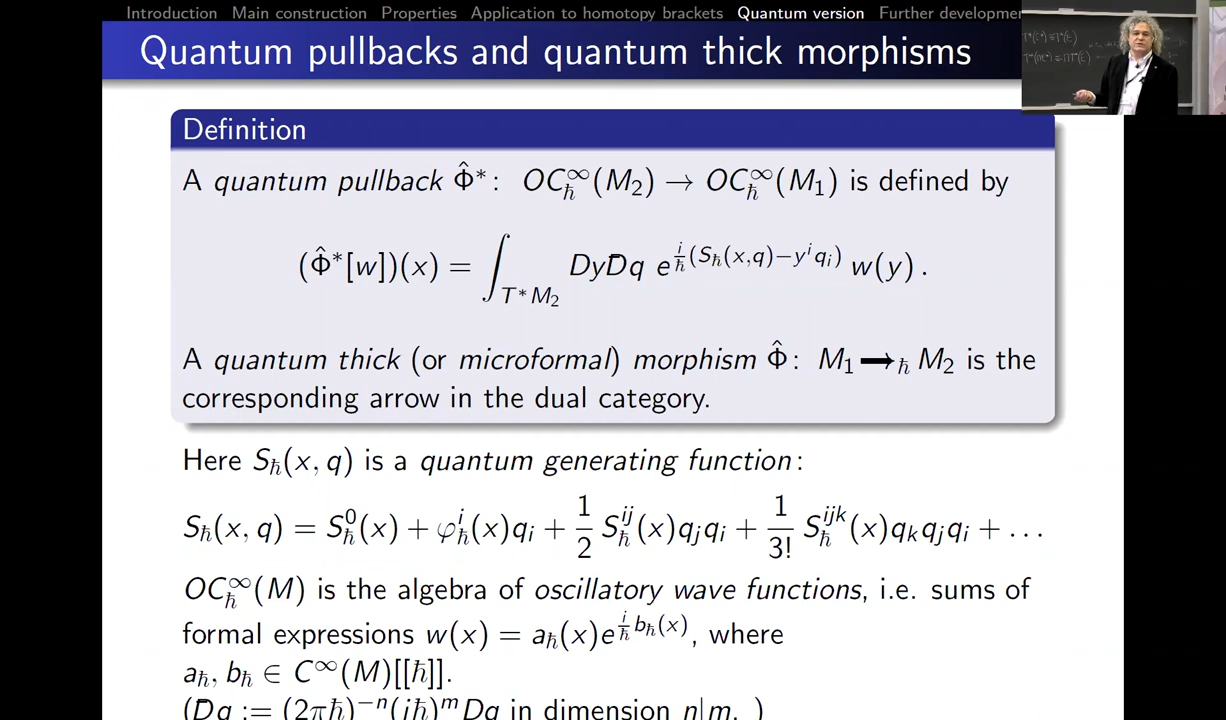 Introduction Main construction Properties Application to homotopy brackets Quantum version Further developmen
Quantum pullbacks and quantum thick morphisms
Definition
A quantum pullback Φ̂*: OC^∞_ħ(M₂) → OC^∞_ħ(M₁) is defined by
(Φ̂*[w])(x) = ∫_{T*M₂} Dy Đq e^{i/ħ (S_ħ(x,q)−y^i q_i)} w(y) .
A quantum thick (or microformal) morphism Φ̂: M₁ ➞_ħ M₂ is the
corresponding arrow in the dual category.
Here S_ħ(x, q) is a quantum generating function:
S_ħ(x, q) = S^0_ħ(x) + φ^i_ħ(x)q_i + 1/2 S^{ij}_ħ(x)q_j q_i + 1/3! S^{ijk}_ħ(x)q_k q_j q_i + …
OC^∞_ħ(M) is the algebra of oscillatory wave functions, i.e. sums of
formal expressions w(x) = a_ħ(x)e^{i/ħ b_ħ(x)}, where
a_ħ, b_ħ ∈ C^∞(M)[[ħ]].
(Đq := (2πħ)^{−n}(iħ)^m Dq in dimension n|m. )